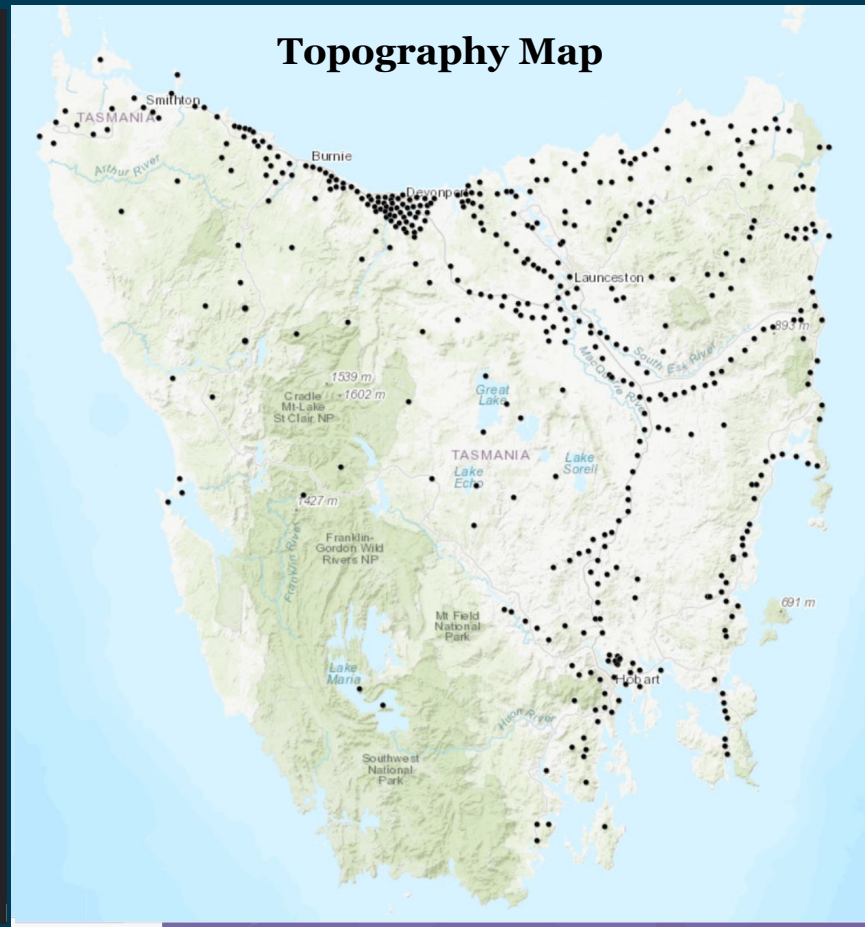 Topography Map
Smithton
TASMANIA
Burnie
Arthur River
Devonport
Launceston
893 m
South Esk River
Macquarie River
1539 m
1602 m
Great
Lake
Cradle
Mt-Lake
St Clair NP
TASMANIA
Lake
Sorell
Lake
Echo
1427 m
Franklin-
Gordon Wild
Rivers NP
Franklin River
691 m
Mt Field
National
Park
Lake
Maria
Hobart
Huon River
Southwest
National
Park